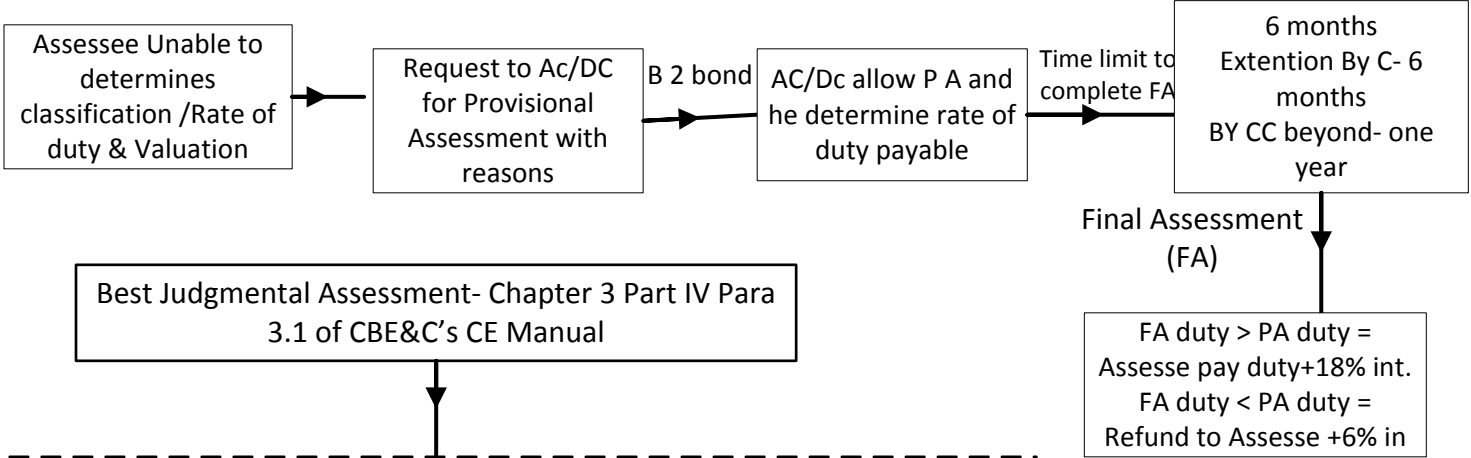 Assessee Unable to
determines
classification /Rate of
duty & Valuation
Request to Ac/DC
for Provisional
Assessment with
reasons
B 2 bond
AC/Dc allow P A and
he determine rate of
duty payable
Time limit to
complete FA
6 months
Extention By C- 6
months
BY CC beyond- one
year
Final Assessment
(FA)
FA duty > PA duty =
Assesse pay duty+18% int.
FA duty < PA duty =
Refund to Assesse +6% in
Best Judgmental Assessment- Chapter 3 Part IV Para
3.1 of CBE&C's CE Manual